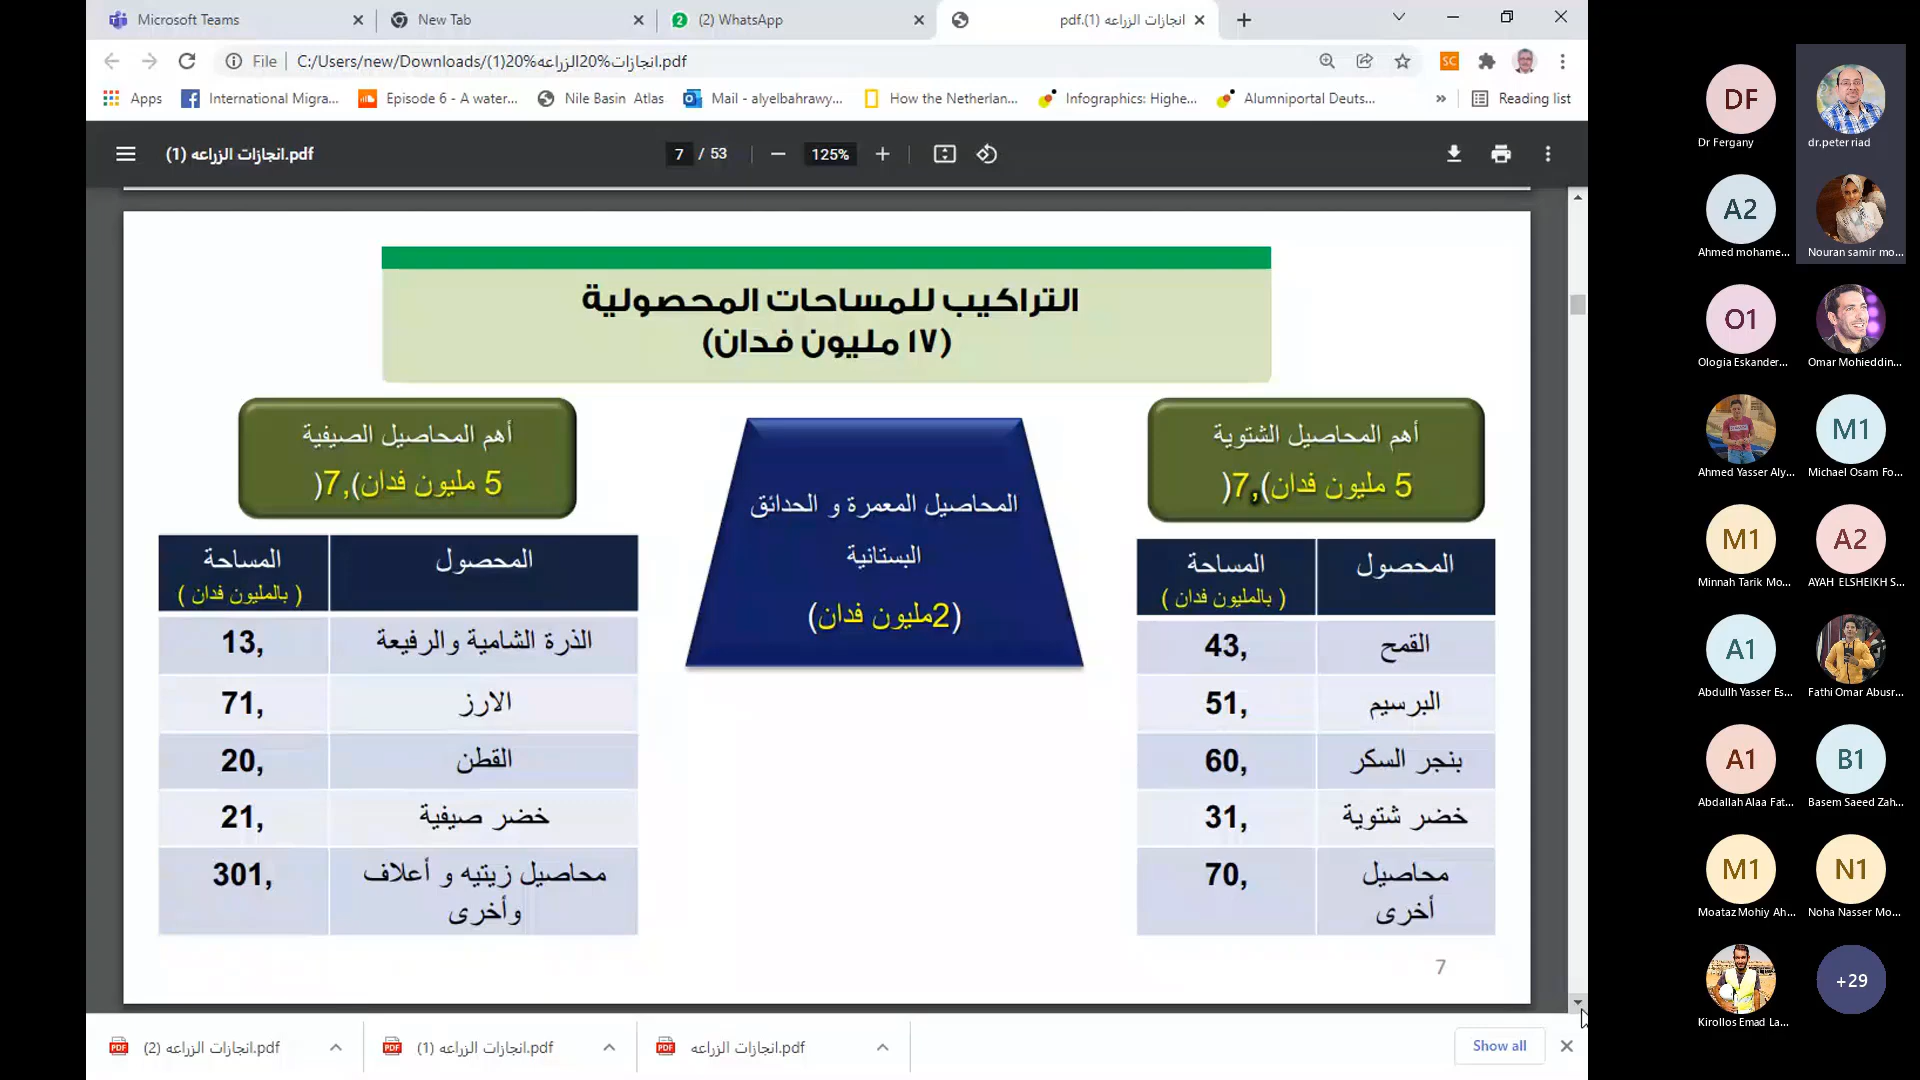 Microsoft Teams
New Tab
(2) WhatsApp
انجازات الزراعه (1).pdf
File
C:/Users/new/Downloads/(1)20%انجازات%20الزراعه.pdf
Apps
International Migra...
Episode 6 - A water...
Nile Basin Atlas
Mail - alyelbahrawy...
How the Netherlan...
Infographics: Highe...
Alumniportal Deuts...
»
Reading list
انجازات الزراعه (1).pdf
7 / 53
125%
التراكيب للمساحات المحصولية
(١٧ مليون فدان)
أهم المحاصيل الشتوية
5 مليون فدان),7(
المحصول
المساحة
( بالمليون فدان )
القمح
43,
البرسيم
51,
بنجر السكر
60,
خضر شتوية
31,
محاصيل
أخرى
70,
المحاصيل المعمرة و الحدائق
البستانية
(2مليون فدان)
أهم المحاصيل الصيفية
5 مليون فدان),7(
المحصول
المساحة
( بالمليون فدان )
الذرة الشامية والرفيعة
13,
الارز
71,
القطن
20,
خضر صيفية
21,
محاصيل زيتيه و أعلاف
وأخرى
301,
7
انجازات الزراعه (2).pdf
انجازات الزراعه (1).pdf
انجازات الزراعه.pdf
Show all
DF
Dr Fergany
dr.peter riad
A2
Ahmed mohame...
Nouran samir mo...
O1
Ologia Eskander...
Omar Mohieddin...
Ahmed Yasser Aly...
M1
Michael Osam Fo...
M1
Minnah Tarik Mo...
A2
AYAH ELSHEIKH S...
A1
Abdullh Yasser Es...
Fathi Omar Abusr...
A1
Abdallah Alaa Fat...
B1
Basem Saeed Zah...
M1
Moataz Mohiy Ah...
N1
Noha Nasser Mo...
Kirollos Emad La...
+29